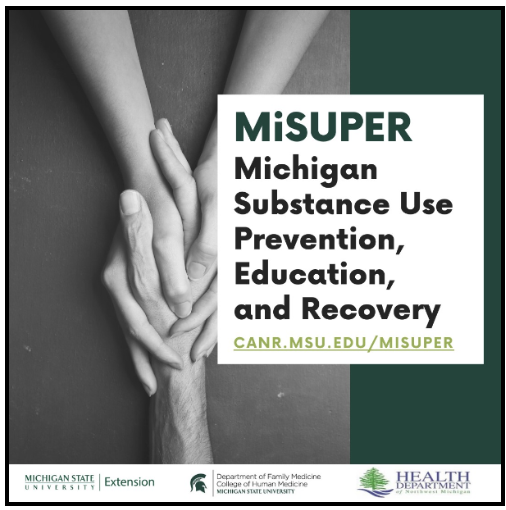 MiSUPER
Michigan
Substance Use
Prevention,
Education,
and Recovery
CANR.MSU.EDU/MISUPER
MICHIGAN STATE
UNIVERSITY
Extension
Department of Family Medicine
College of Human Medicine
MICHIGAN STATE UNIVERSITY
HEALTH
DEPARTMENT
of Northwest Michigan